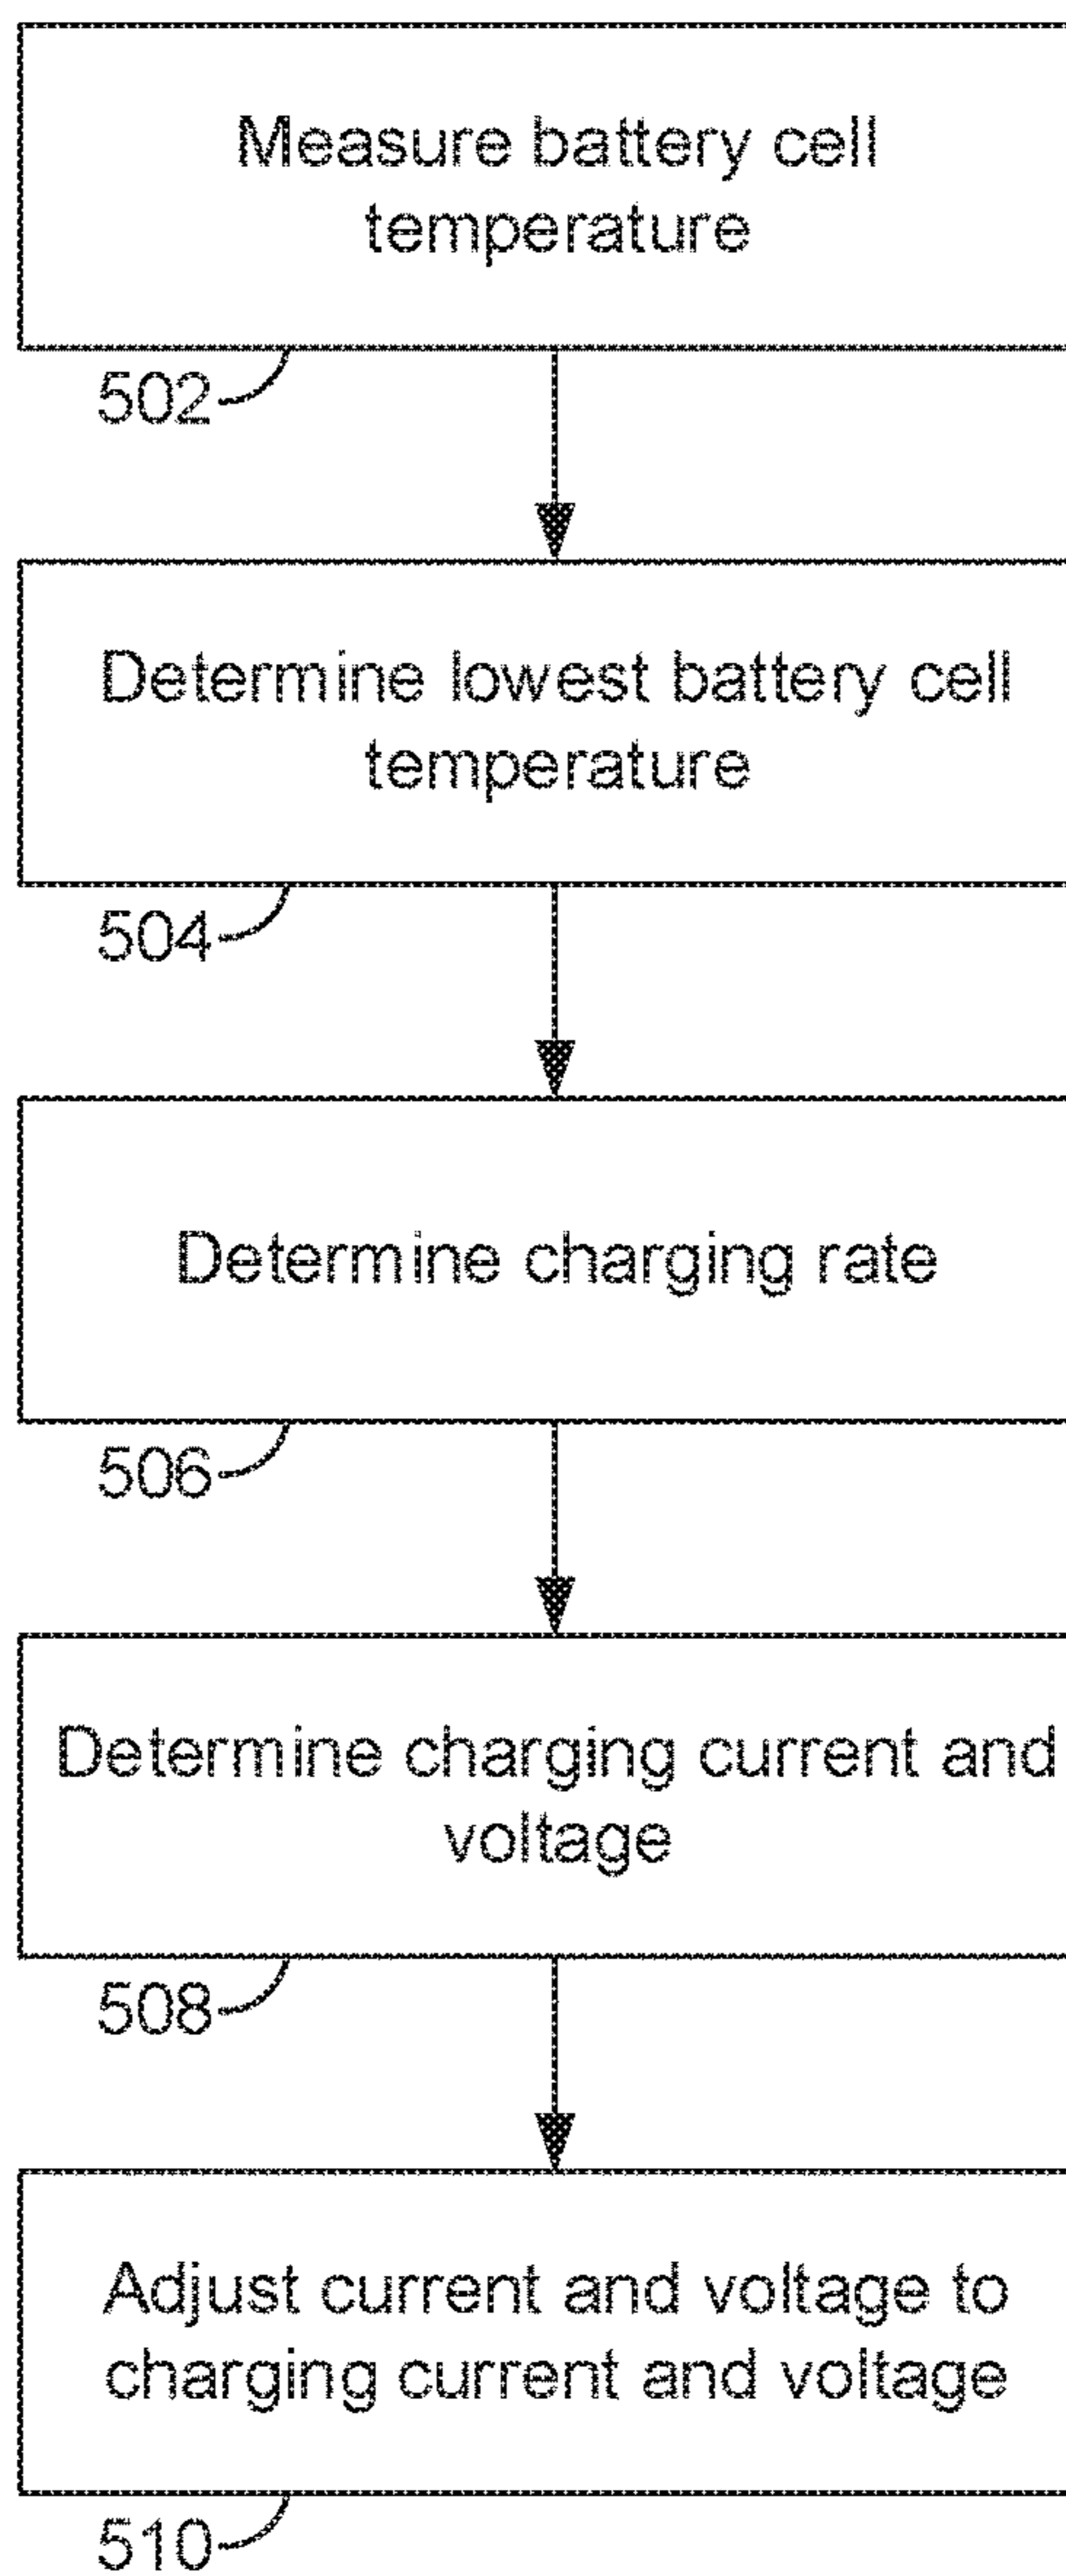 Measure battery cell
temperature
502
Determine lowest battery cell
temperature
504
Determine charging rate
506
Determine charging current and
voltage
508
Adjust current and voltage to
charging current and voltage
510